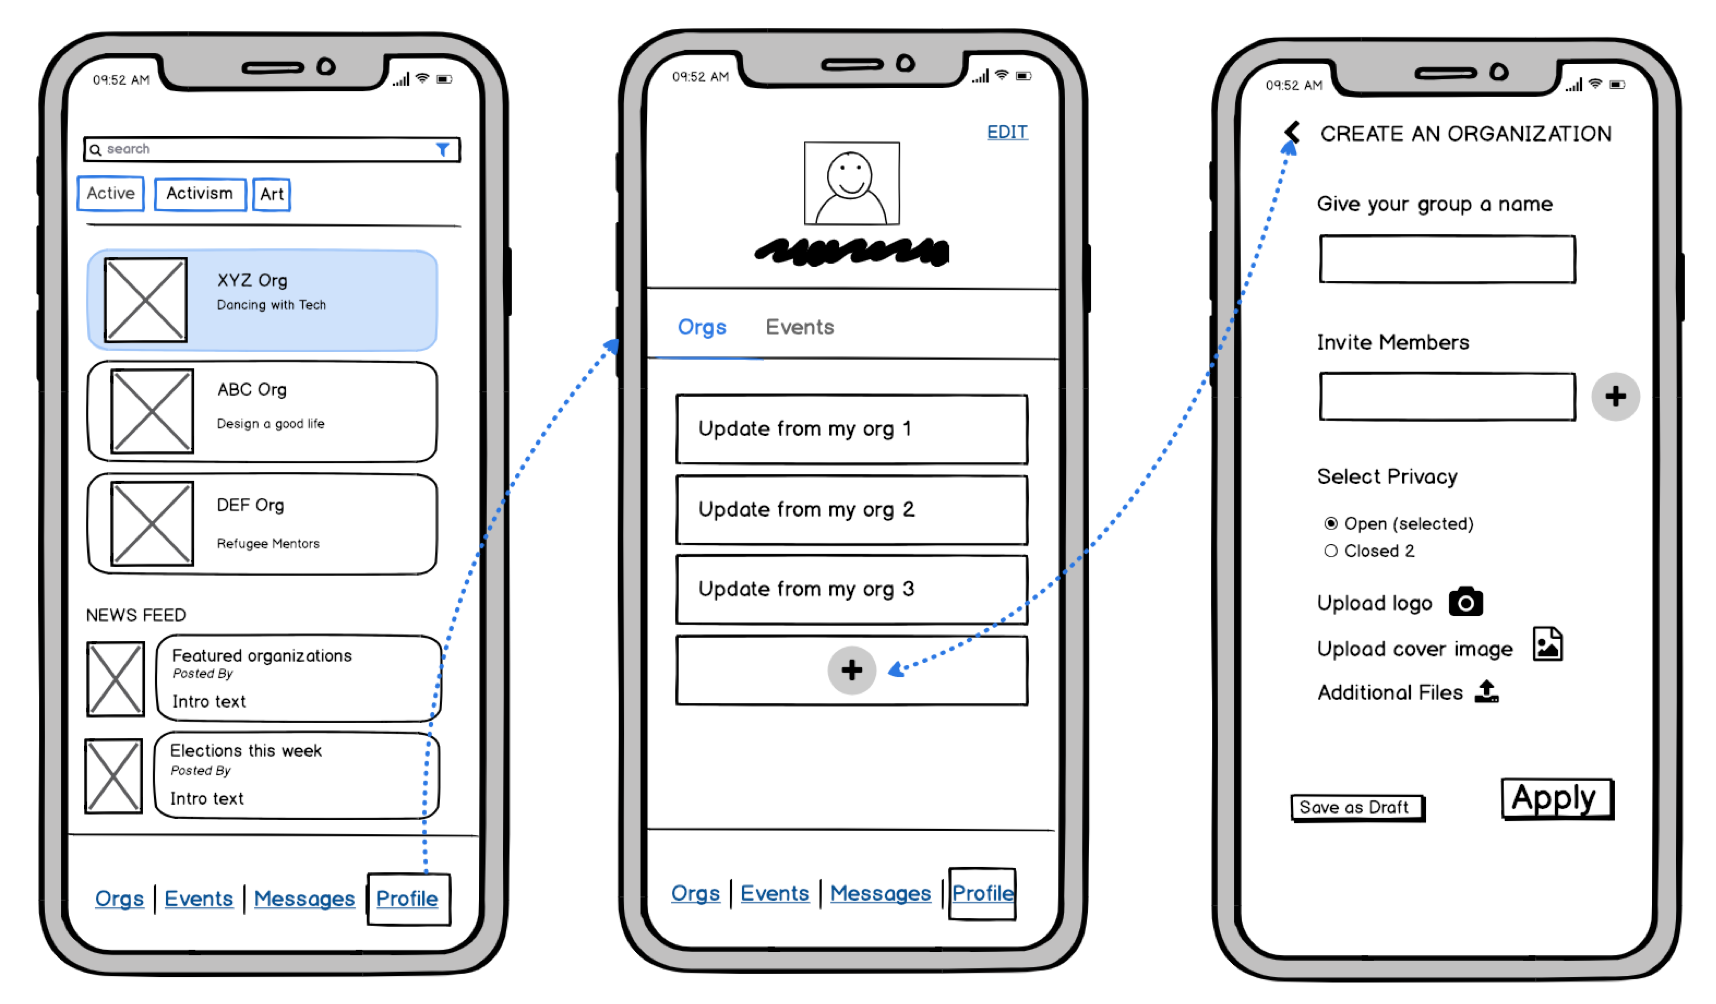 09:52 AM
search
Active Activism Art
XYZ Org
Dancing with Tech
ABC Org
Design a good life
DEF Org
Refugee Mentors
NEWS FEED
Featured organizations
Posted By
Intro text
Elections this week
Posted By
Intro text
Orgs | Events | Messages | Profile
09:52 AM
EDIT
Orgs Events
Update from my org 1
Update from my org 2
Update from my org 3
Orgs | Events | Messages | Profile
09:52 AM
CREATE AN ORGANIZATION
Give your group a name
Invite Members
Select Privacy
Open (selected)
Closed 2
Upload logo
Upload cover image
Additional Files
Save as Draft
Apply